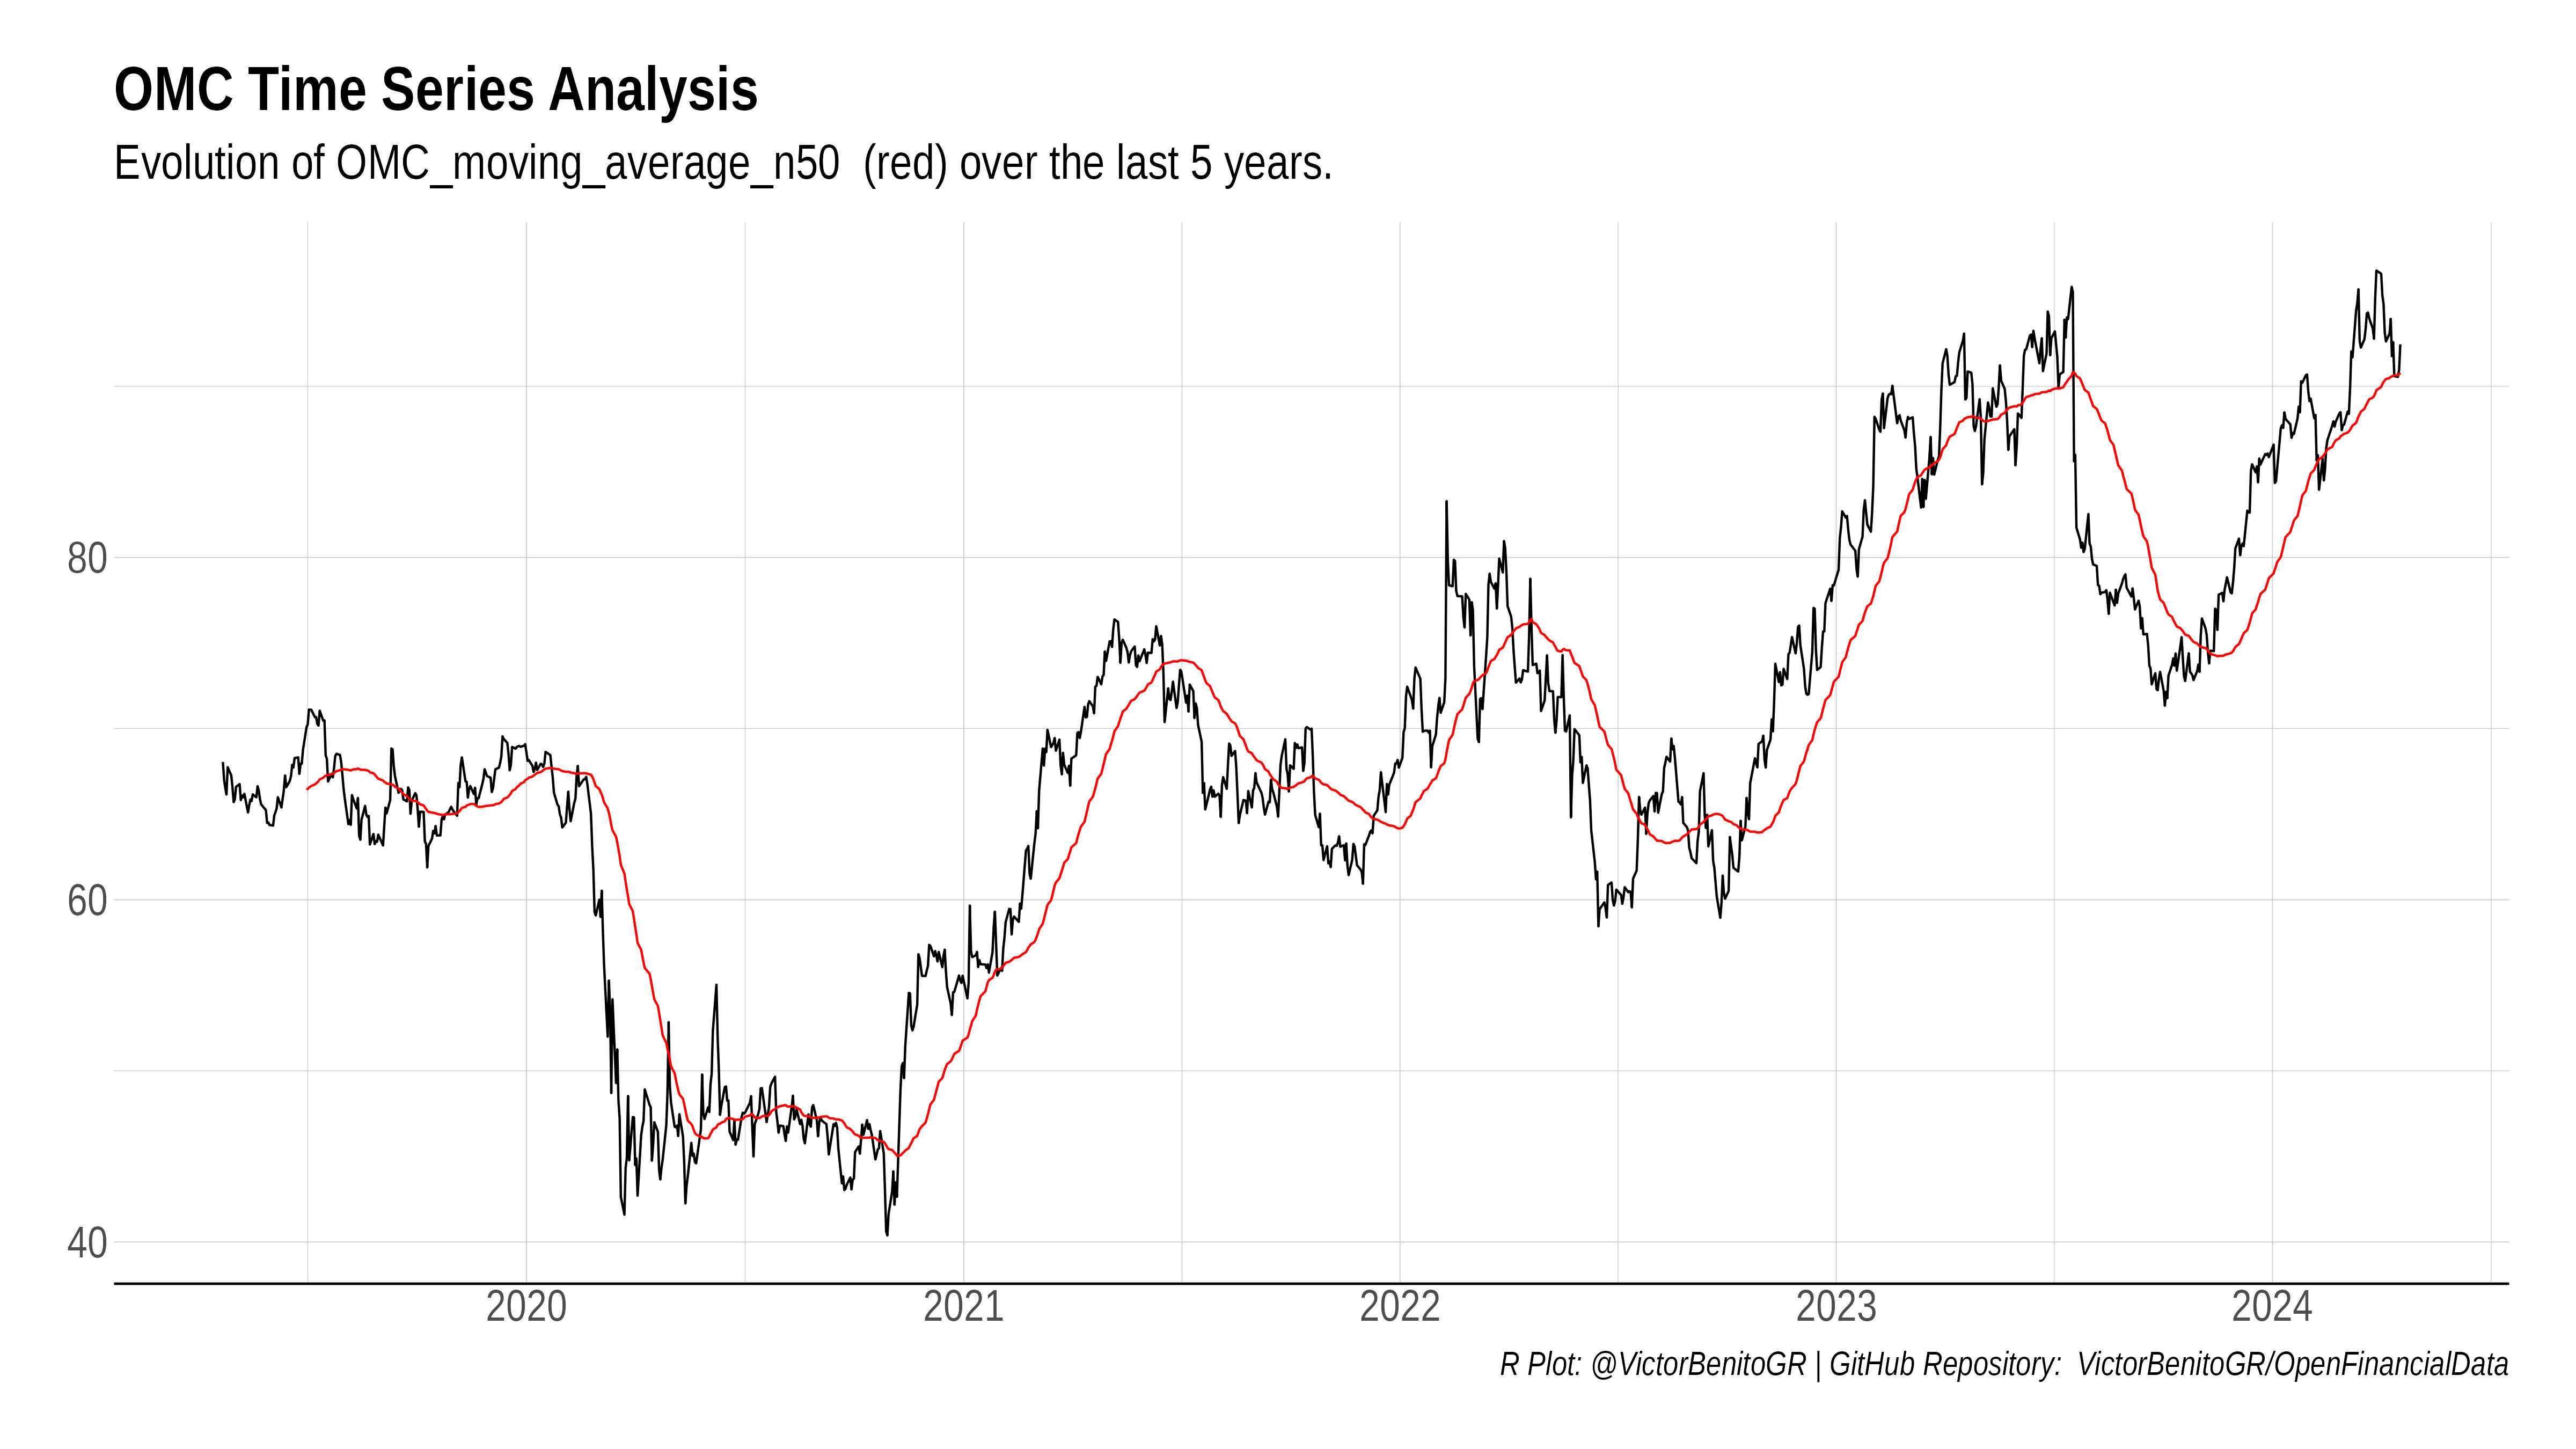 OMC Time Series Analysis
Evolution of OMC_moving_average_n50  (red) over the last 5 years.
80
60
40
2020 2021 2022 2023 2024
R Plot: @VictorBenitoGR | GitHub Repository:  VictorBenitoGR/OpenFinancialData